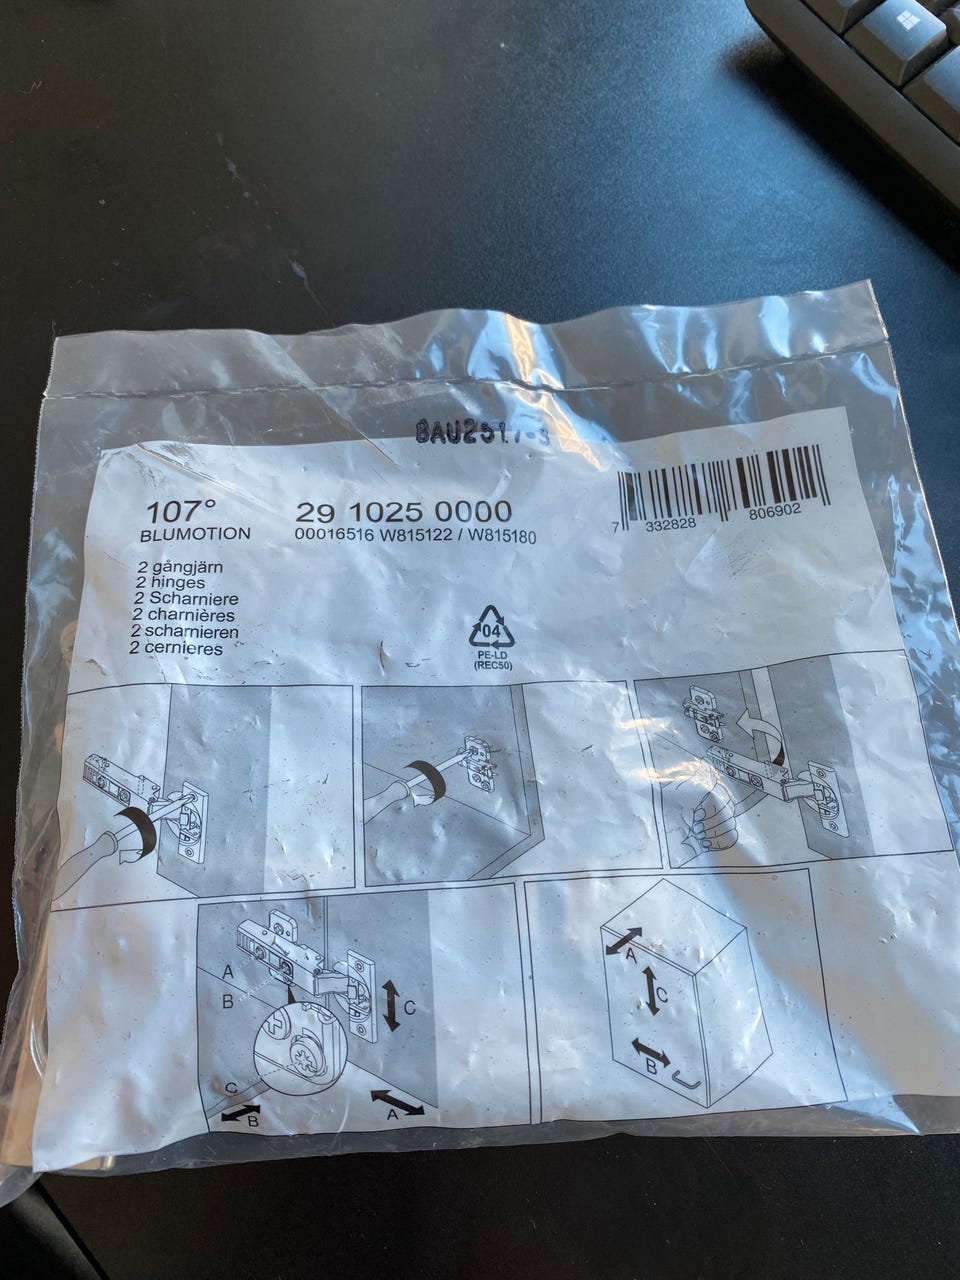 107°
BLUMOTION
29 1025 0000
00016516 W815122 / W815180
7 332828 806902
2 gångjärn
2 hinges
2 Scharniere
2 charnières
2 scharnieren
2 cernieres
04
PE-LD
(REC50)
A
B
C
C
B
A
A
C
B